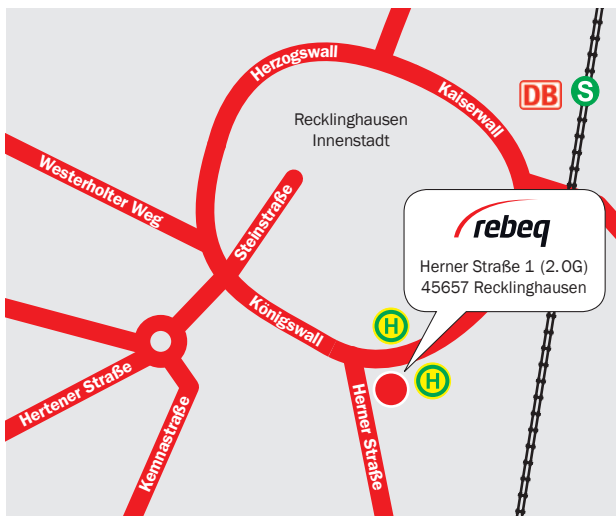 Herzogswall
Kaiserwall
DB
S
Recklinghausen
Innenstadt
Westerholter Weg
Steinstraße
rebeq
Herner Straße 1 (2.OG)
45657 Recklinghausen
Königswall
H
H
Hertener Straße
Kemnastraße
Herner Straße